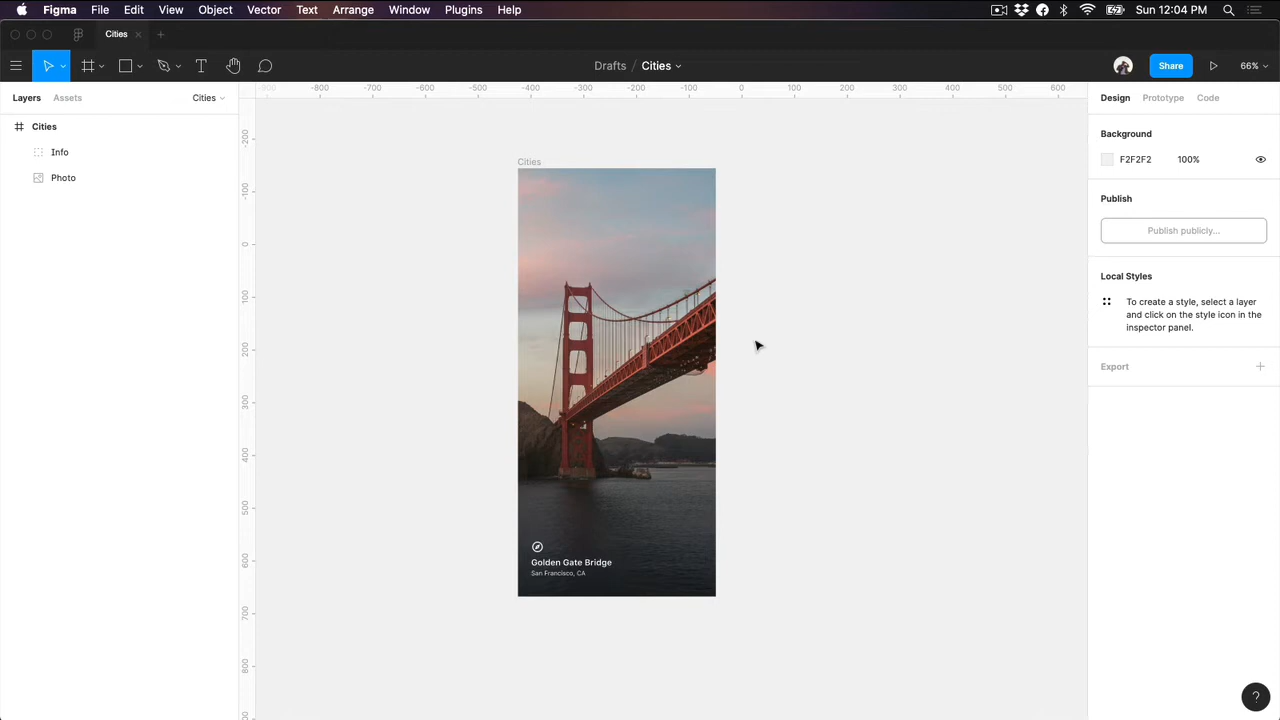 Figma File Edit View Object Vector Text Arrange Window Plugins Help Sun 12:04 PM
Cities
Drafts / Cities Share 66%
Layers Assets Cities
Cities
Info
Photo
-900 -800 -700 -600 -500 -400 -300 -200 -100 0 100 200 300 400 500 600
-200
-100
0
100
200
300
400
500
600
700
800
Cities
Golden Gate Bridge
San Francisco, CA
Design Prototype Code
Background
F2F2F2 100%
Publish
Publish publicly...
Local Styles
To create a style, select a layer
and click on the style icon in the
inspector panel.
Export
?